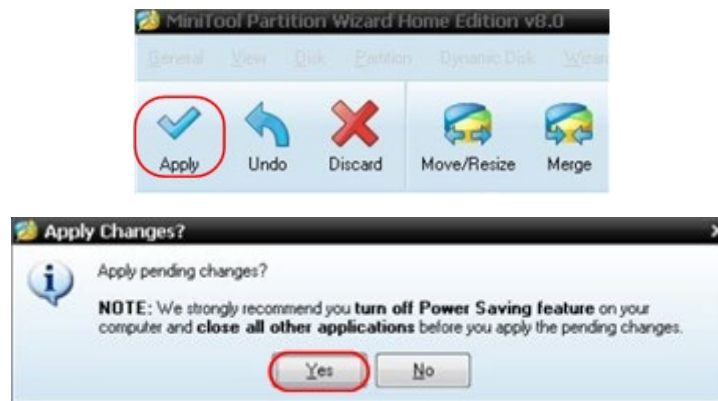 MiniTool Partition Wizard Home Edition v8.0
General View Disk Partition Dynamic Disk
Apply Undo Discard Move/Resize Merge
Apply Changes?
Apply pending changes?
NOTE: We strongly recommend you turn off Power Saving feature on your
computer and close all other applications before you apply the pending changes.
Yes No